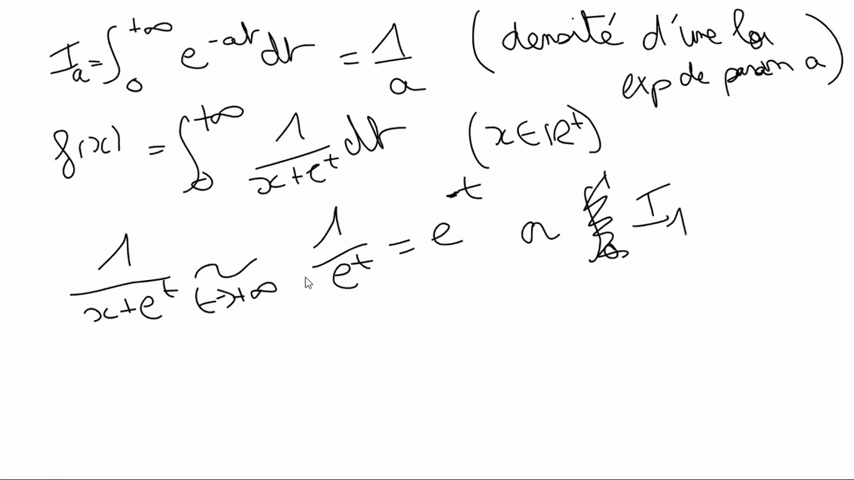 I_a = ∫_0^{+∞} e^{-at} dt = 1/a (densité d'une loi
exp de param a)
f(x) = ∫_0^{+∞} 1/(x+e^t) dt (x ∈ ℝ^+)
1/(x+e^t) ~_{t→+∞} 1/e^t = e^{-t} or I_1